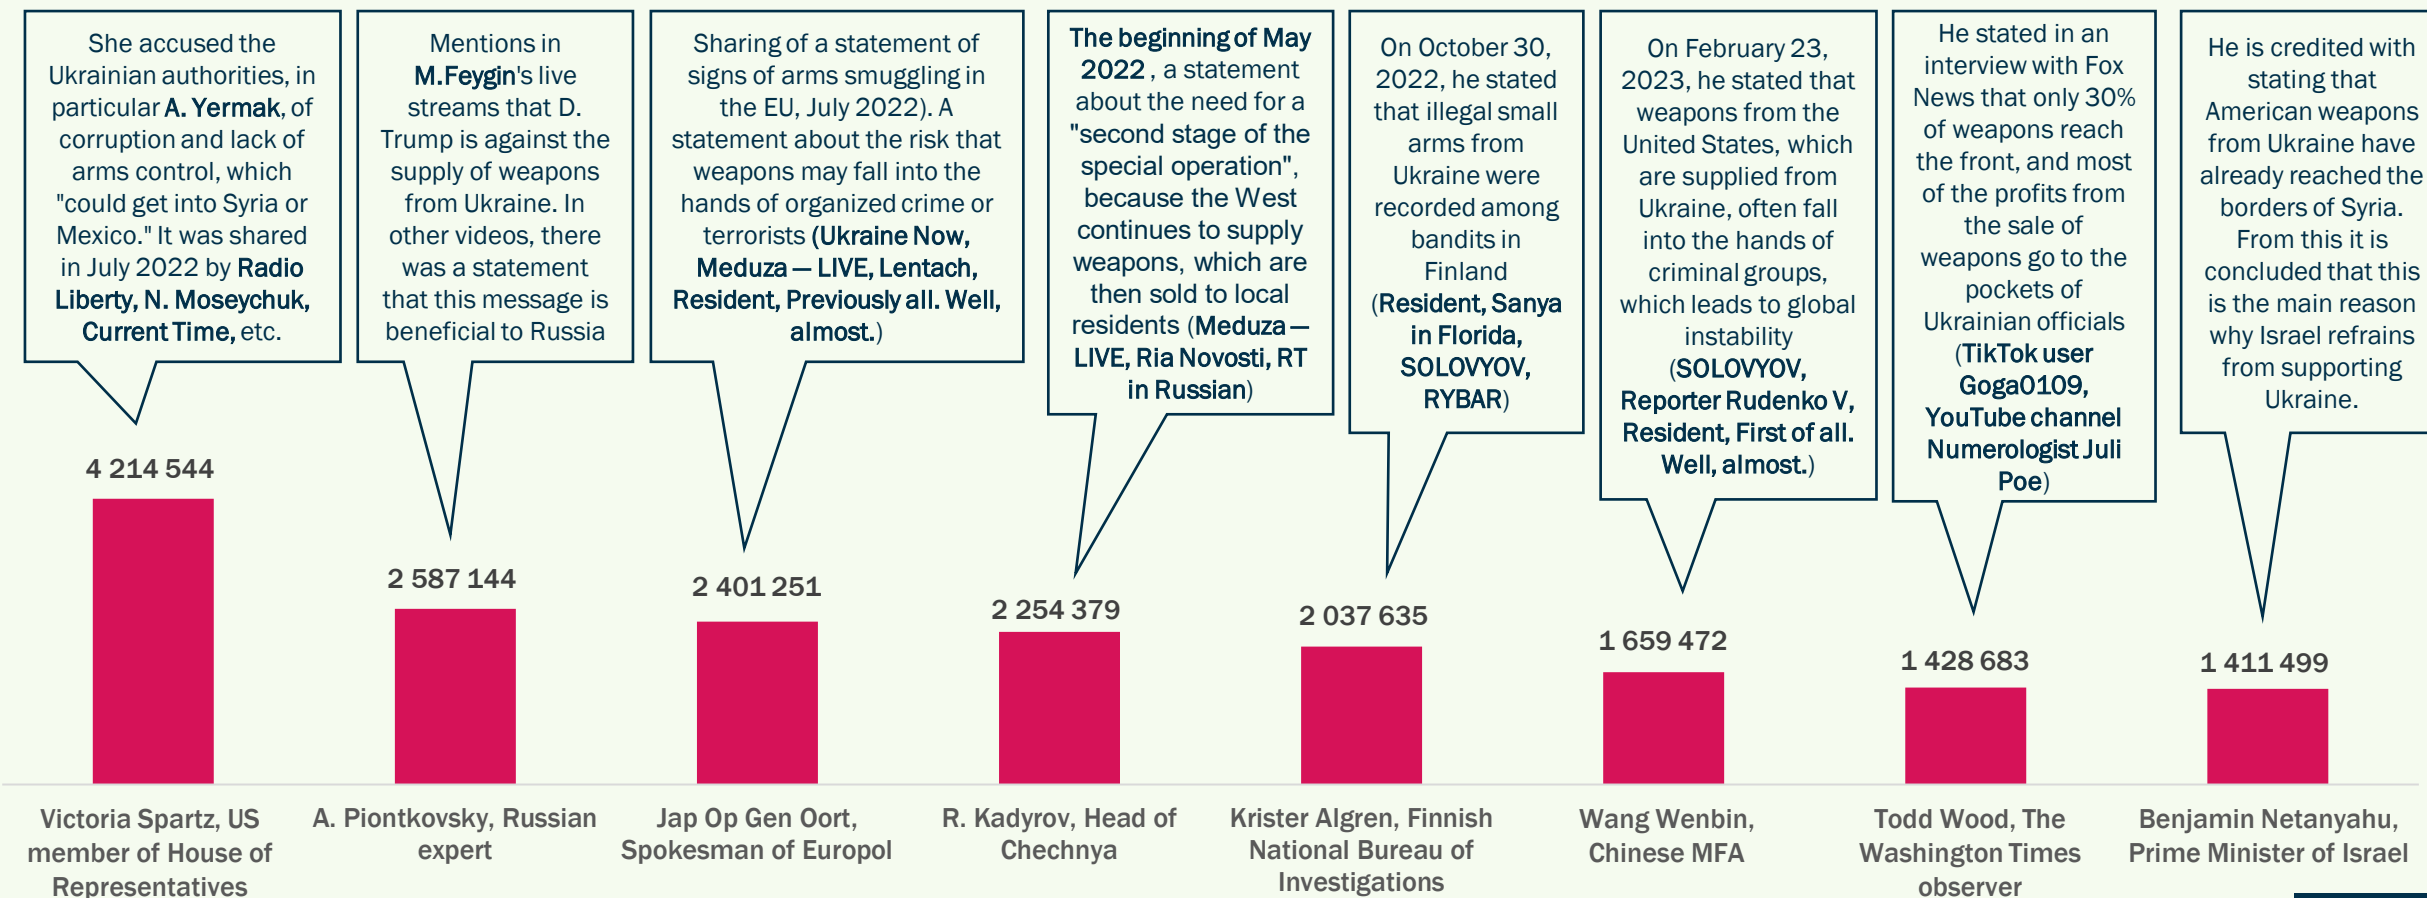 She accused the
Ukrainian authorities, in
particular A. Yermak, of
corruption and lack of
arms control, which
"could get into Syria or
Mexico." It was shared
in July 2022 by Radio
Liberty, N. Moseychuk,
Current Time, etc.
Mentions in
M.Feygin's live
streams that D.
Trump is against the
supply of weapons
from Ukraine. In
other videos, there
was a statement
that this message is
beneficial to Russia
Sharing of a statement of
signs of arms smuggling in
the EU, July 2022). A
statement about the risk that
weapons may fall into the
hands of organized crime or
terrorists (Ukraine Now,
Meduza — LIVE, Lentach,
Resident, Previously all. Well,
almost.)
The beginning of May
2022 , a statement
about the need for a
"second stage of the
special operation",
because the West
continues to supply
weapons, which are
then sold to local
residents (Meduza —
LIVE, Ria Novosti, RT
in Russian)
On October 30,
2022, he stated
that illegal small
arms from
Ukraine were
recorded among
bandits in
Finland
(Resident, Sanya
in Florida,
SOLOVYOV,
RYBAR)
On February 23,
2023, he stated that
weapons from the
United States, which
are supplied from
Ukraine, often fall
into the hands of
criminal groups,
which leads to global
instability
(SOLOVYOV,
Reporter Rudenko V,
Resident, First of all.
Well, almost.)
He stated in an
interview with Fox
News that only 30%
of weapons reach
the front, and most
of the profits from
the sale of
weapons go to the
pockets of
Ukrainian officials
(TikTok user
Goga0109,
YouTube channel
Numerologist Juli
Poe)
He is credited with
stating that
American weapons
from Ukraine have
already reached the
borders of Syria.
From this it is
concluded that this
is the main reason
why Israel refrains
from supporting
Ukraine.
4 214 544
2 587 144
2 401 251
2 254 379
2 037 635
1 659 472
1 428 683
1 411 499
Victoria Spartz, US
member of House of
Representatives
A. Piontkovsky, Russian
expert
Jap Op Gen Oort,
Spokesman of Europol
R. Kadyrov, Head of
Chechnya
Krister Algren, Finnish
National Bureau of
Investigations
Wang Wenbin,
Chinese MFA
Todd Wood, The
Washington Times
observer
Benjamin Netanyahu,
Prime Minister of Israel